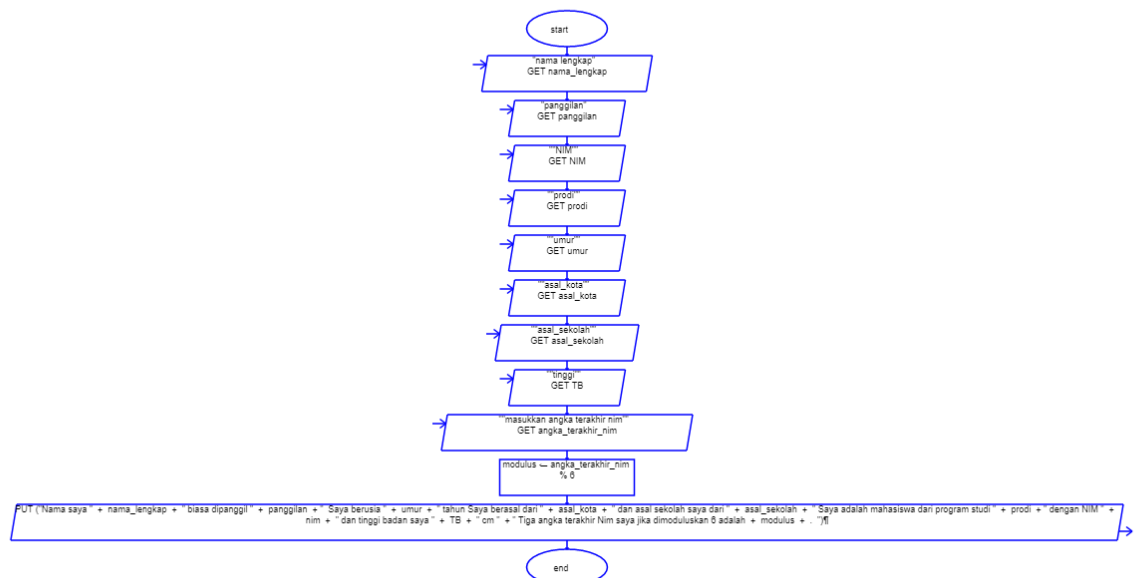 start
"nama lengkap"
GET nama_lengkap
"panggilan"
GET panggilan
""NIM""
GET NIM
""prodi""
GET prodi
""umur""
GET umur
""asal_kota""
GET asal_kota
""asal_sekolah""
GET asal_sekolah
""tinggi""
GET TB
""masukkan angka terakhir nim""
GET angka_terakhir_nim
modulus ← angka_terakhir_nim
% 6
PUT ("Nama saya " + nama_lengkap + " biasa dipanggil " + panggilan + " Saya berusia " + umur + " tahun Saya berasal dari " + asal_kota + " dan asal sekolah saya dari " + asal_sekolah + " Saya adalah mahasiswa dari program studi " + prodi + " dengan NIM " +
nim + " dan tinggi badan saya " + TB + " cm " + " Tiga angka terakhir Nim saya jika dimoduluskan 6 adalah + modulus + . ")¶
end